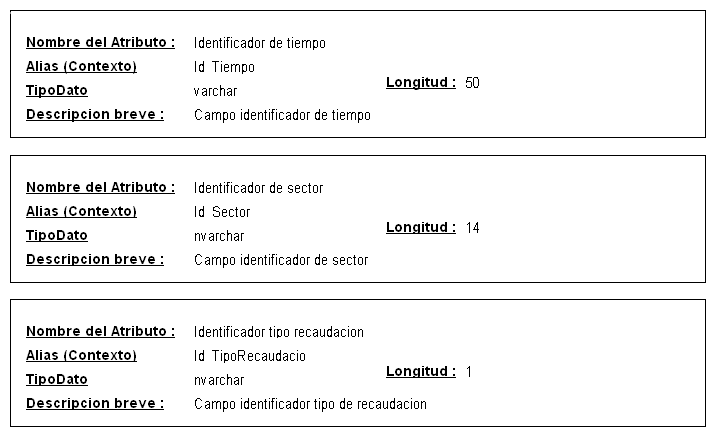 Nombre del Atributo : Identificador de tiempo
Alias (Contexto) Id Tiempo
TipoDato varchar Longitud : 50
Descripcion breve : Campo identificador de tiempo
Nombre del Atributo : Identificador de sector
Alias (Contexto) Id Sector
TipoDato nvarchar Longitud : 14
Descripcion breve : Campo identificador de sector
Nombre del Atributo : Identificador tipo recaudacion
Alias (Contexto) Id TipoRecaudacio
TipoDato nvarchar Longitud : 1
Descripcion breve : Campo identificador tipo de recaudacion